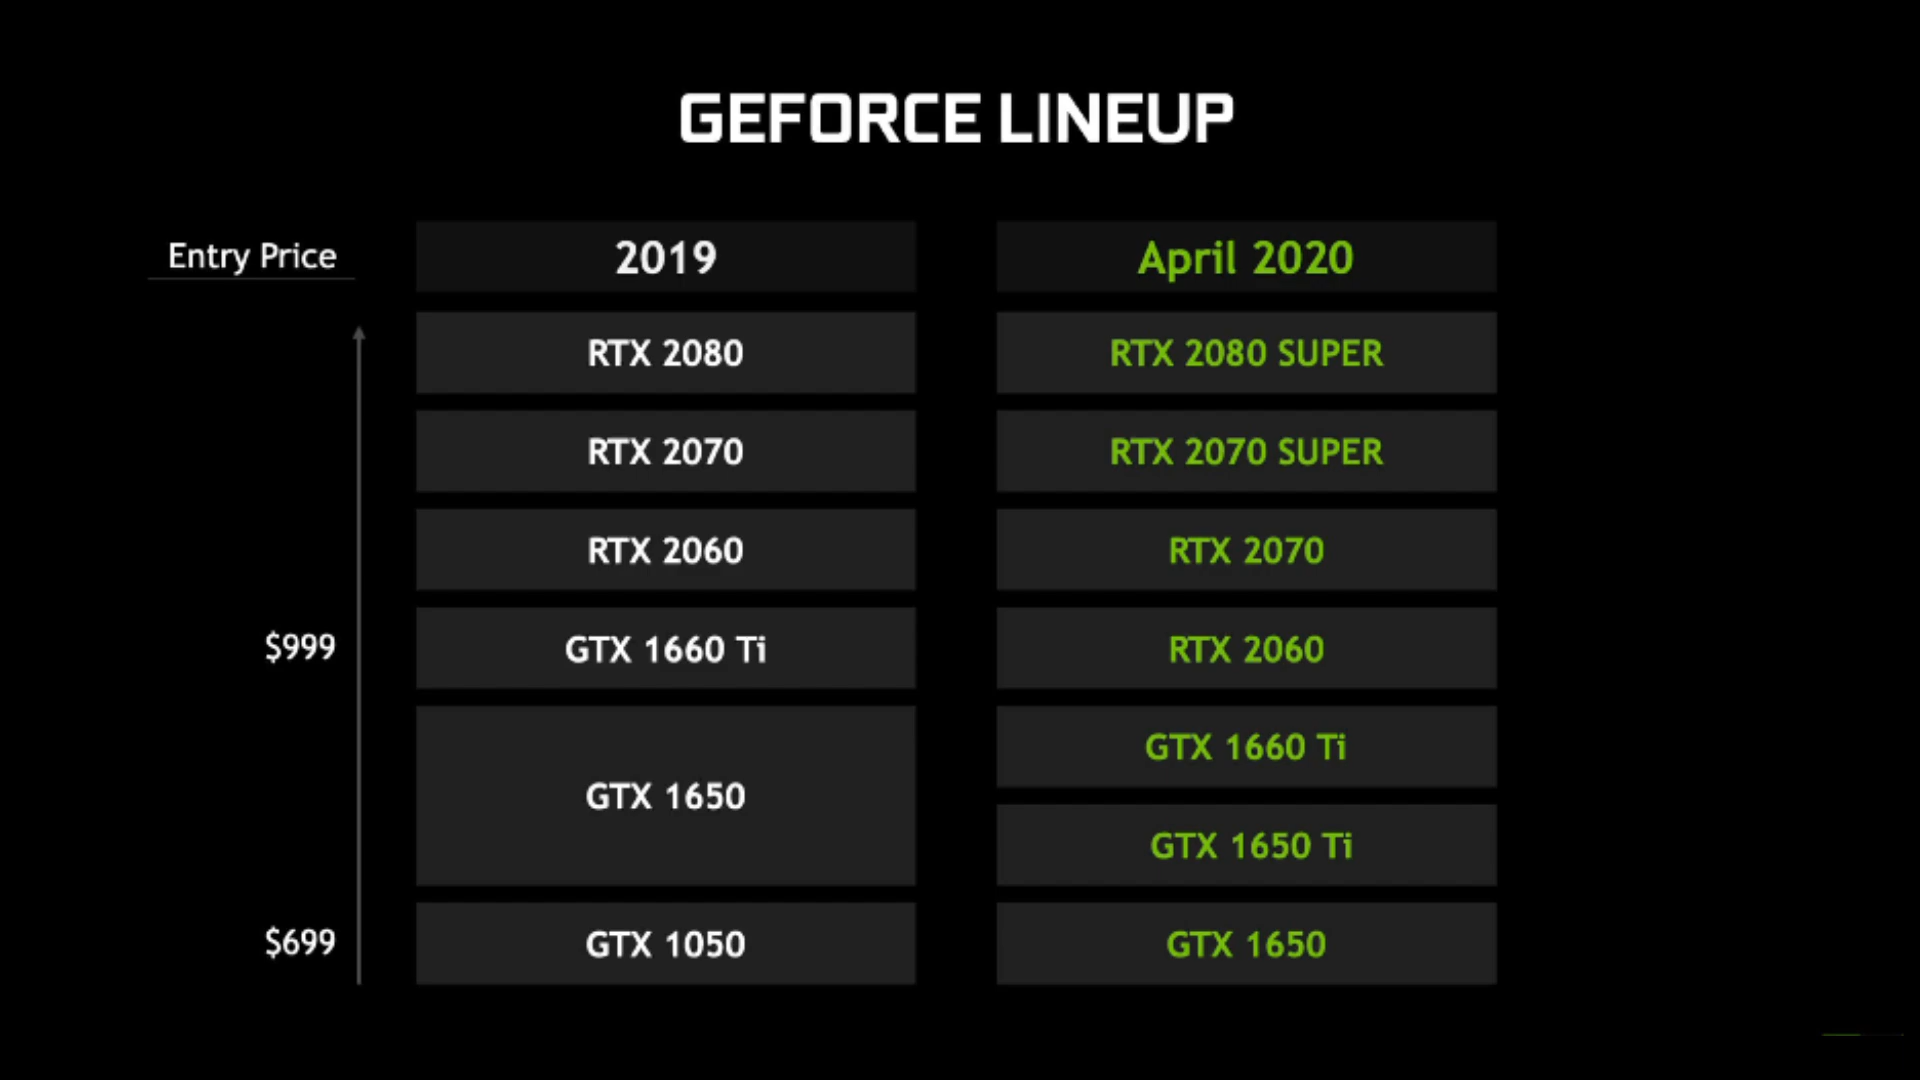 GEFORCE LINEUP
Entry Price 2019 April 2020
RTX 2080 RTX 2080 SUPER
RTX 2070 RTX 2070 SUPER
RTX 2060 RTX 2070
$999 GTX 1660 Ti RTX 2060
GTX 1660 Ti
GTX 1650
GTX 1650 Ti
$699 GTX 1050 GTX 1650